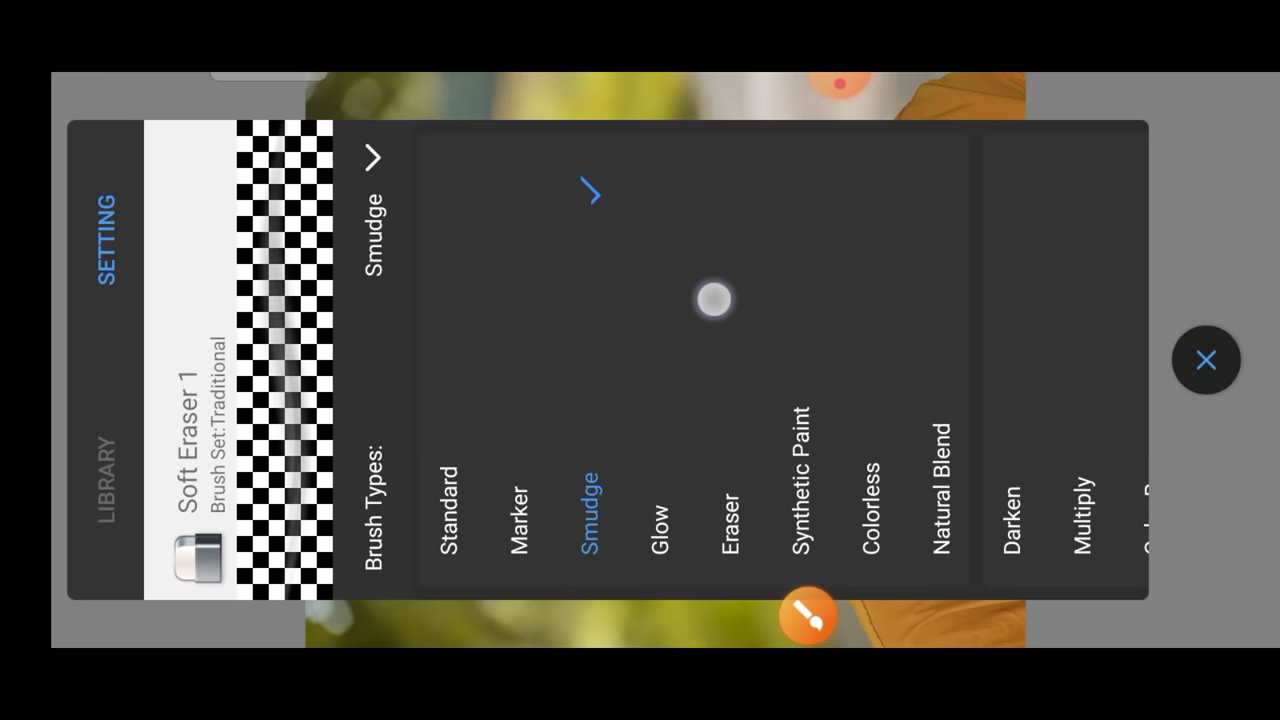 LIBRARY SETTING
Soft Eraser 1
Brush Set:Traditional
Brush Types: Smudge
Standard
Marker
Smudge
Glow
Eraser
Synthetic Paint
Colorless
Natural Blend
Darken
Multiply